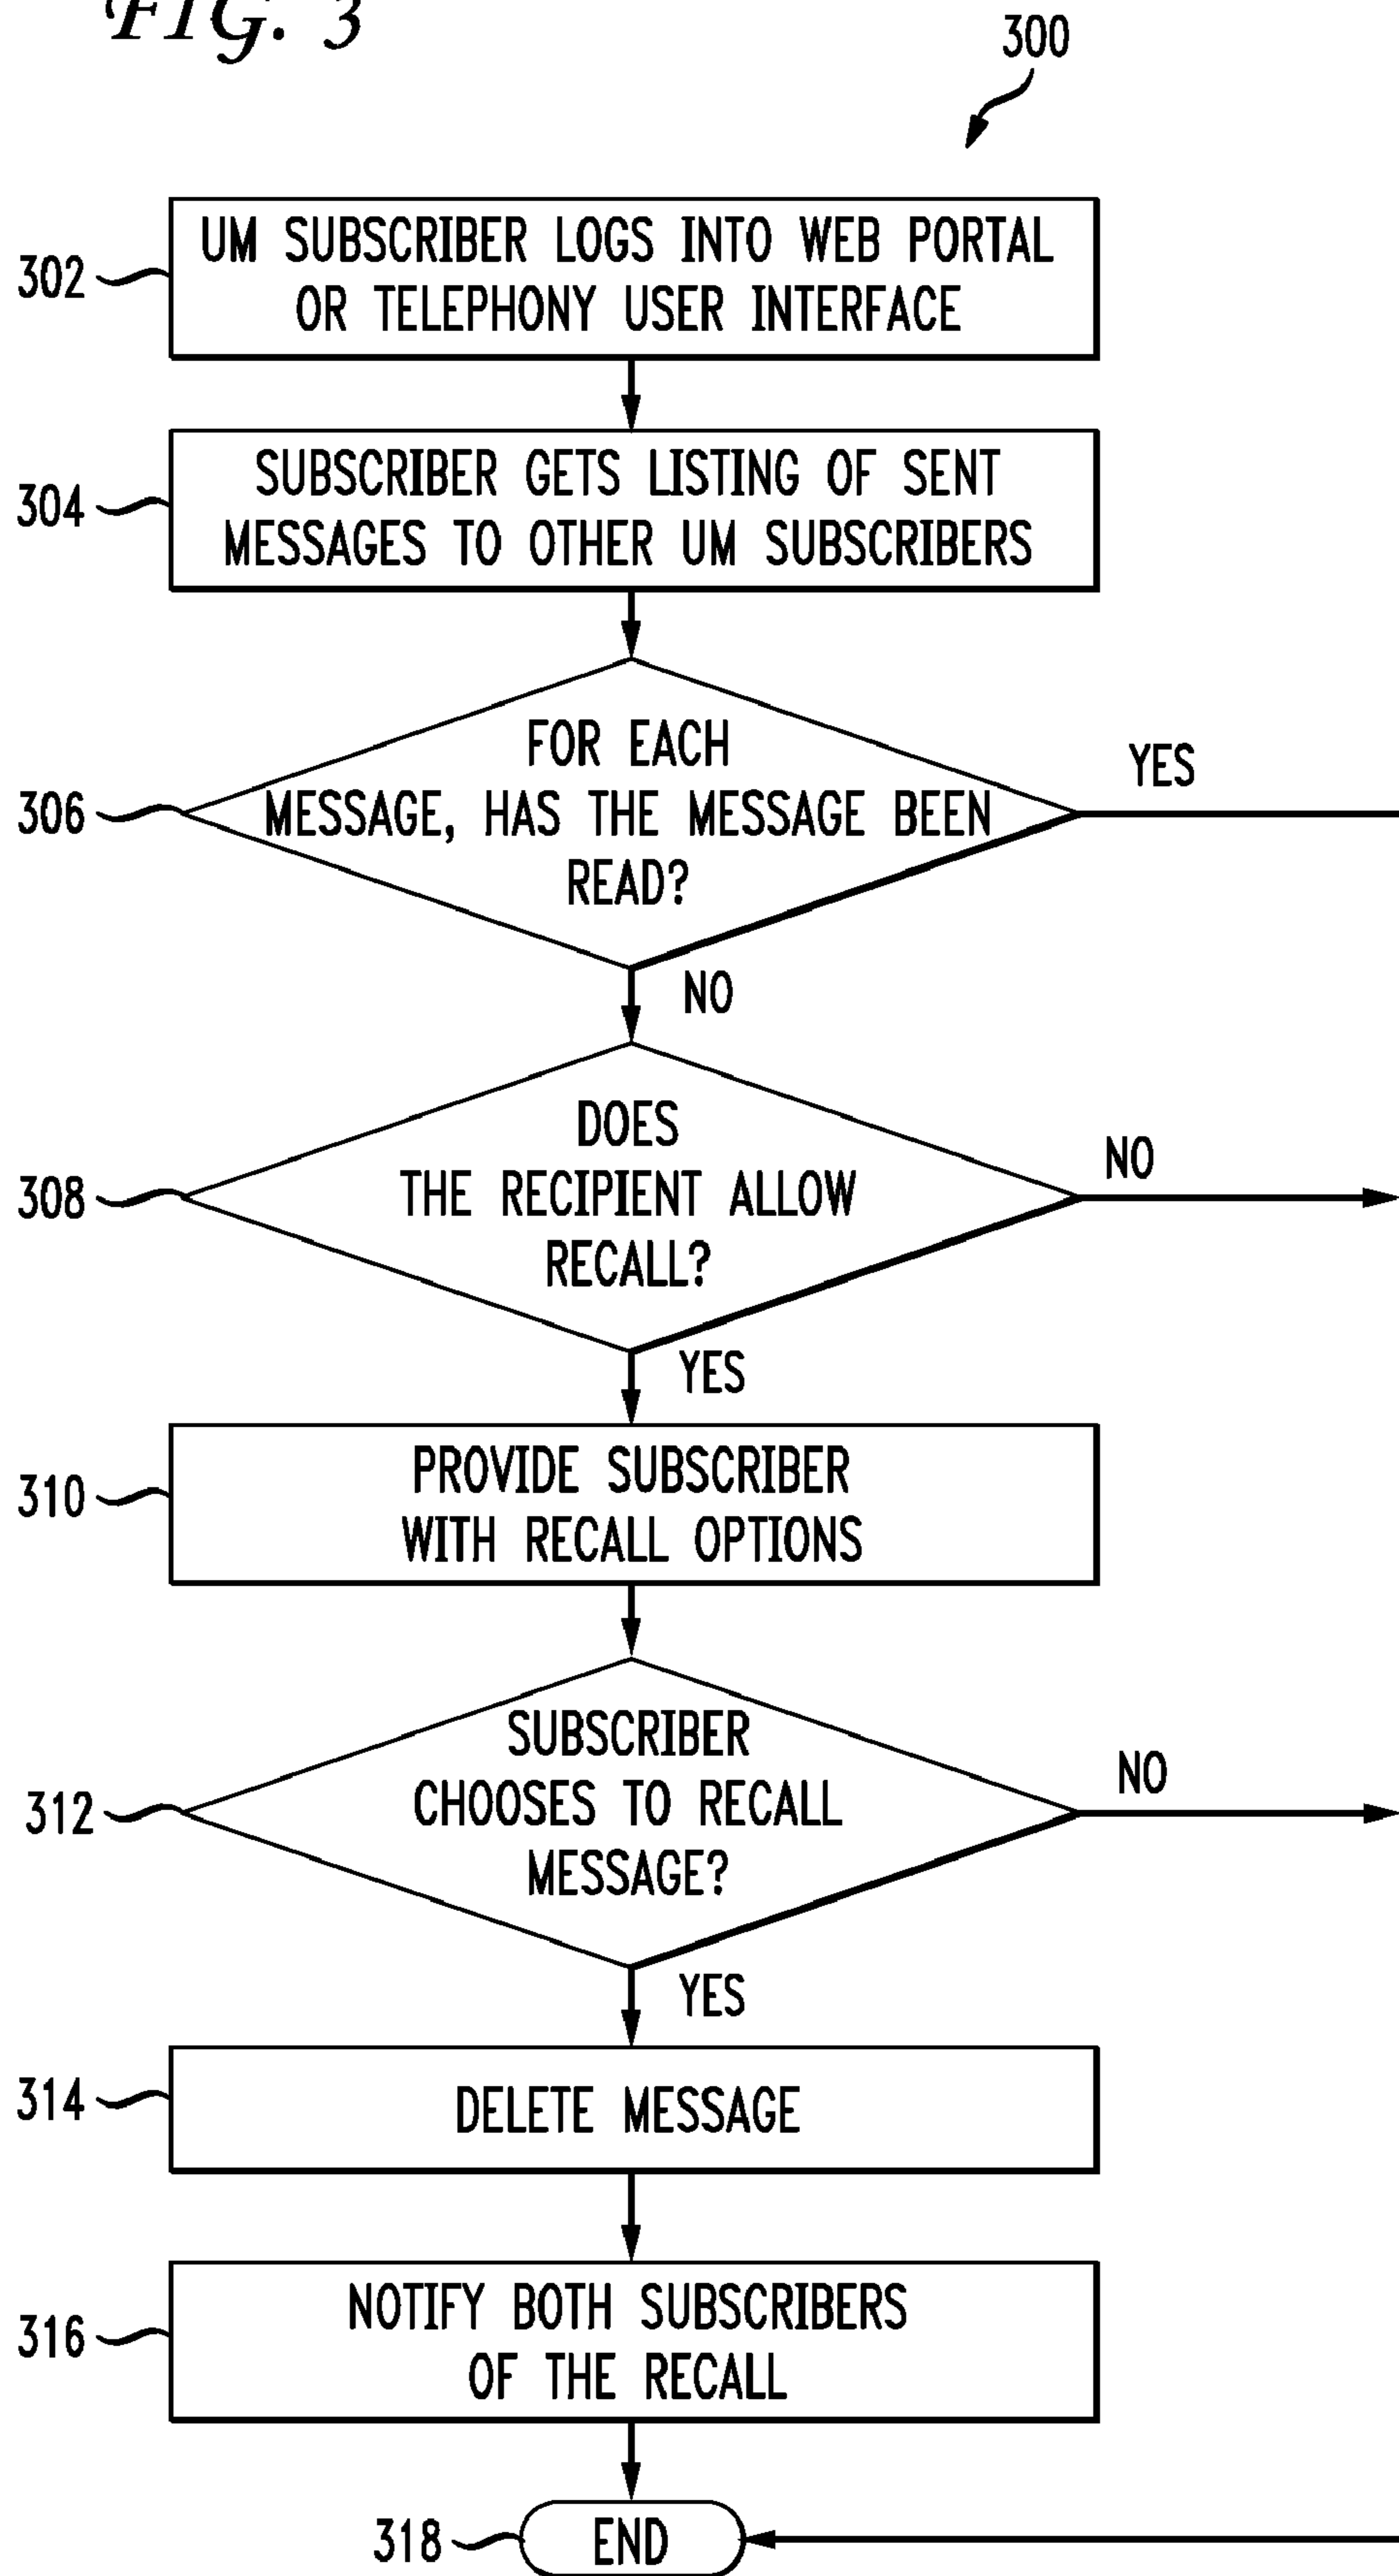 FIG. 3
300
302
UM SUBSCRIBER LOGS INTO WEB PORTAL
OR TELEPHONY USER INTERFACE
304
SUBSCRIBER GETS LISTING OF SENT
MESSAGES TO OTHER UM SUBSCRIBERS
306
FOR EACH
MESSAGE, HAS THE MESSAGE BEEN
READ?
YES
NO
308
DOES
THE RECIPIENT ALLOW
RECALL?
NO
YES
310
PROVIDE SUBSCRIBER
WITH RECALL OPTIONS
312
SUBSCRIBER
CHOOSES TO RECALL
MESSAGE?
NO
YES
314
DELETE MESSAGE
316
NOTIFY BOTH SUBSCRIBERS
OF THE RECALL
318
END